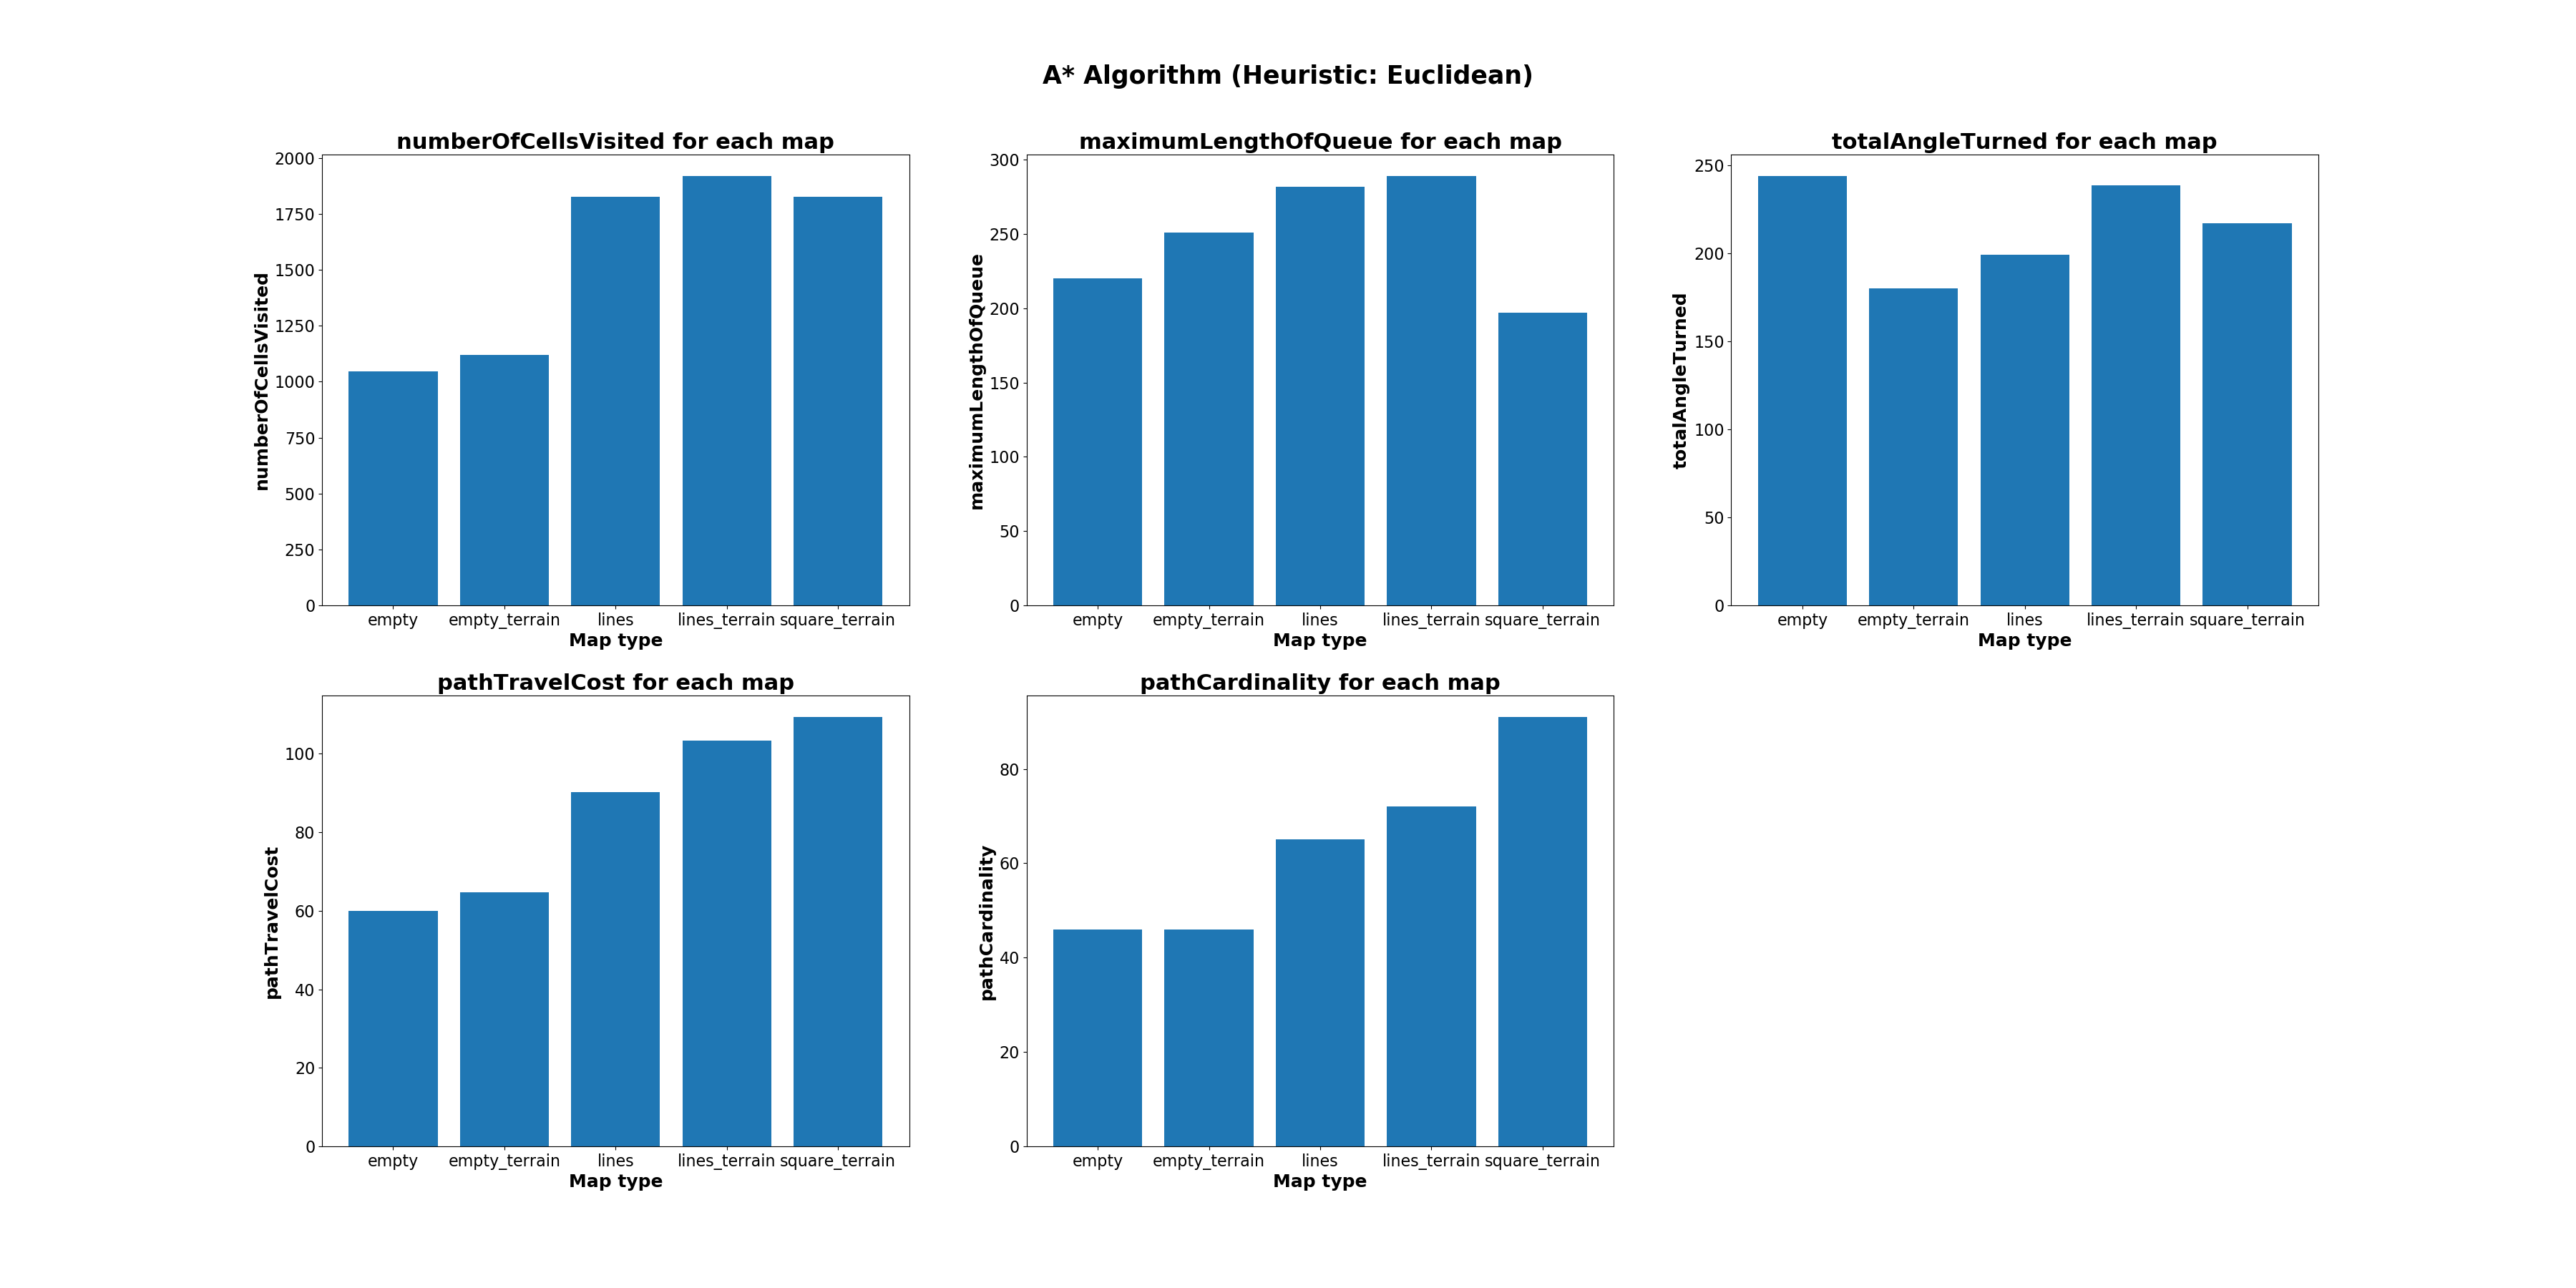 A* Algorithm (Heuristic: Euclidean)
numberOfCellsVisited for each map
numberOfCellsVisited
2000
1750
1500
1250
1000
750
500
250
0
empty empty_terrain lines lines_terrain square_terrain
Map type
maximumLengthOfQueue for each map
maximumLengthOfQueue
300
250
200
150
100
50
0
empty empty_terrain lines lines_terrain square_terrain
Map type
totalAngleTurned for each map
totalAngleTurned
250
200
150
100
50
0
empty empty_terrain lines lines_terrain square_terrain
Map type
pathTravelCost for each map
pathTravelCost
100
80
60
40
20
0
empty empty_terrain lines lines_terrain square_terrain
Map type
pathCardinality for each map
pathCardinality
80
60
40
20
0
empty empty_terrain lines lines_terrain square_terrain
Map type